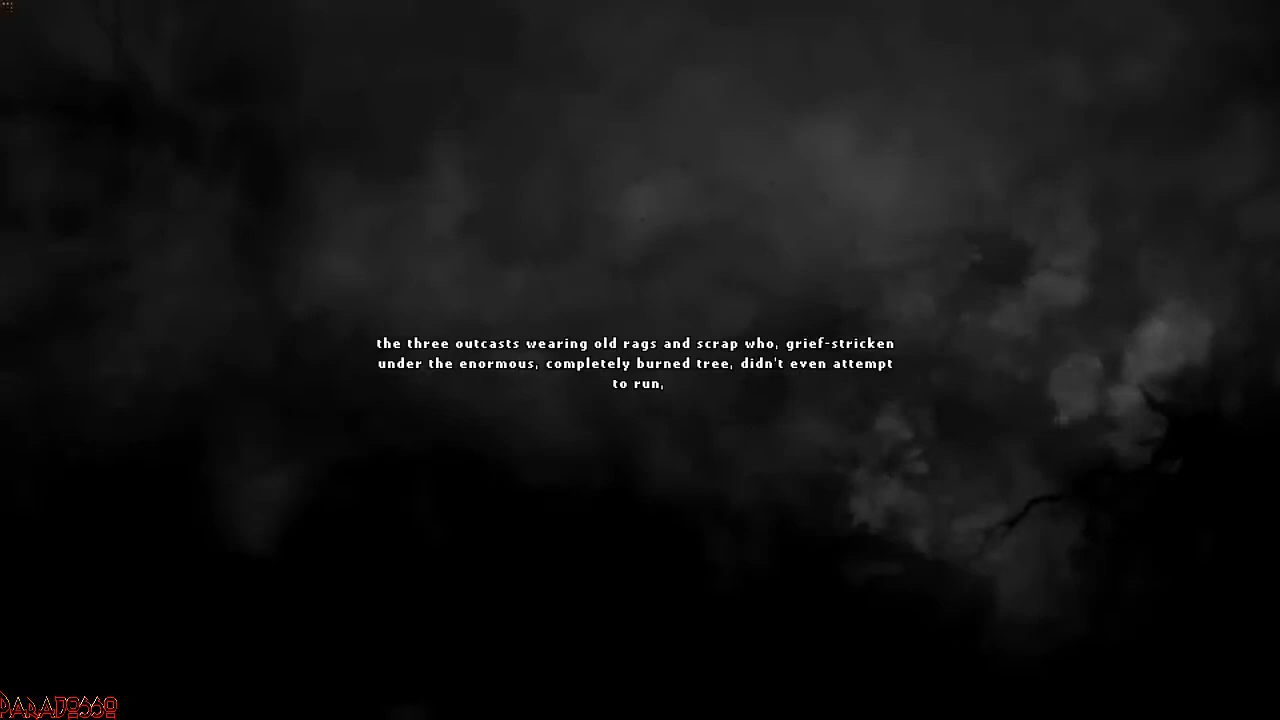 the three outcasts wearing old rags and scrap who, grief-stricken
under the enormous, completely burned tree, didn't even attempt
to run,
PARADOSSO